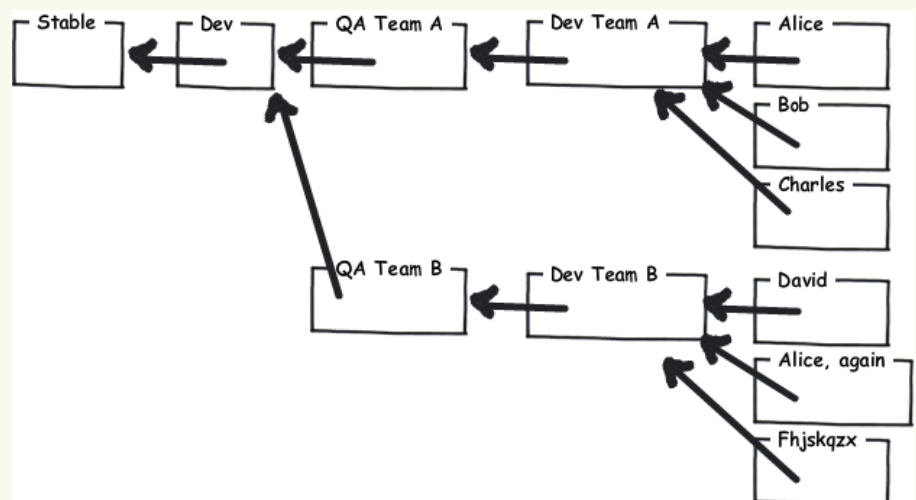 Stable
Dev
QA Team A
Dev Team A
Alice
Bob
Charles
QA Team B
Dev Team B
David
Alice, again
Fhjskqzx